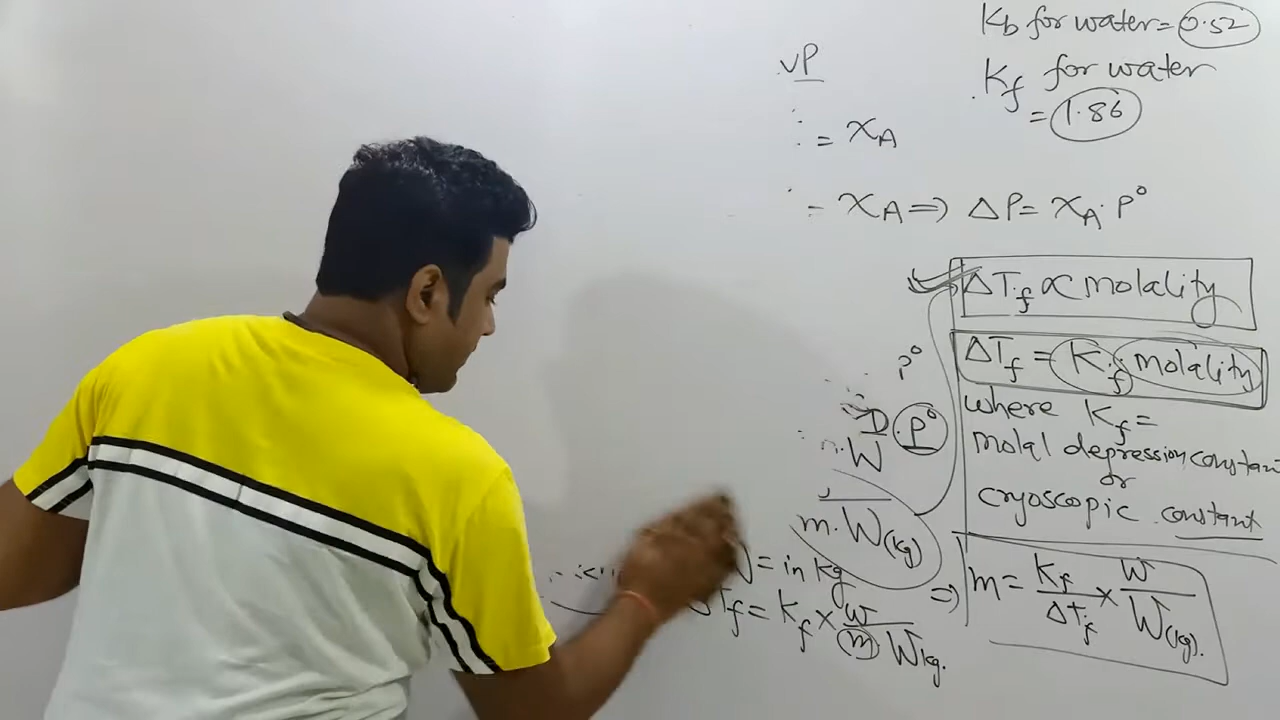 Kb for water = 0.52
Kf for water
= 1.86
VP
= XA
= XA => ΔP = XA. P°
ΔTf ∝ molality
ΔTf = Kf. molality
where Kf =
molal depression constant
or
cryoscopic constant
P°
P°
W
m. W(kg)
= in kg
ΔTf = Kf × w / m Wkg.
=> m = Kf / ΔTf × w / W(kg).